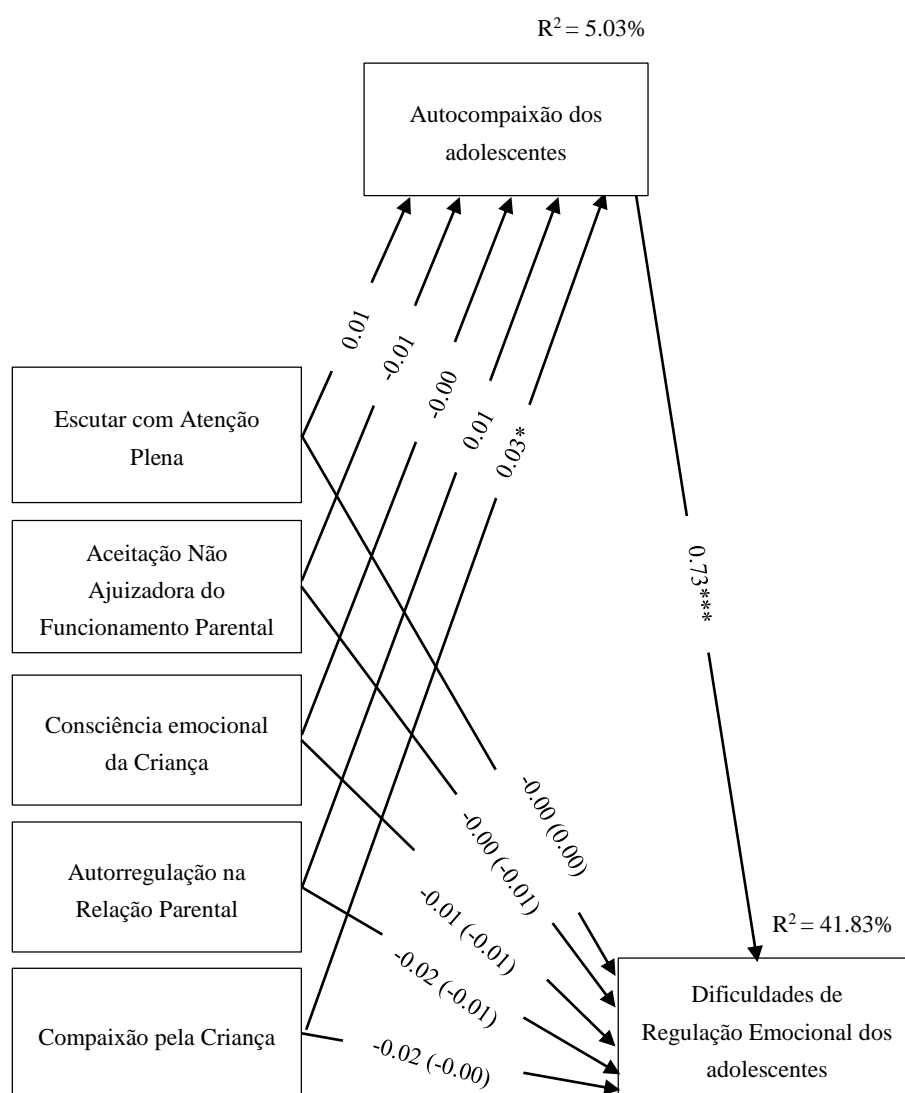 R² = 5.03%
Autocompaixão dos
adolescentes
0.01
-0.01
-0.00
0.01
0.03*
Escutar com Atenção
Plena
Aceitação Não
Ajuizadora do
Funcionamento Parental
0.73***
Consciência emocional
da Criança
-0.00 (0.00)
-0.00 (-0.01)
Autorregulação na
Relação Parental
-0.01 (-0.01)
-0.02 (-0.01)
R² = 41.83%
Compaixão pela Criança
-0.02 (-0.00)
Dificuldades de
Regulação Emocional dos
adolescentes